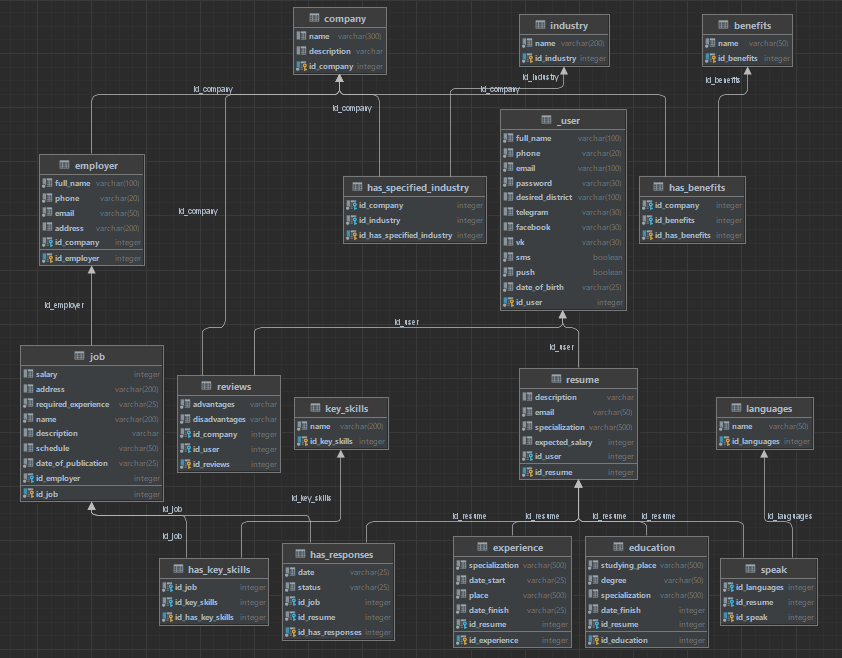 company
name varchar(300)
description varchar
id_company integer
industry
name varchar(200)
id_industry integer
benefits
name varchar(50)
id_benefits integer
id_industry
id_benefits
id_company
id_company
id_company
_user
full_name varchar(100)
phone varchar(20)
email varchar(100)
password varchar(30)
desired_district varchar(100)
telegram varchar(30)
facebook varchar(30)
vk varchar(30)
sms boolean
push boolean
date_of_birth varchar(25)
id_user integer
employer
full_name varchar(100)
phone varchar(20)
email varchar(50)
address varchar(200)
id_company integer
id_employer integer
has_specified_industry
id_company integer
id_industry integer
id_has_specified_industry integer
has_benefits
id_company integer
id_benefits integer
id_has_benefits integer
id_company
id_employer
id_user
id_user
job
salary integer
address varchar(200)
required_experience varchar(25)
name varchar(200)
description varchar
schedule varchar(50)
date_of_publication varchar(25)
id_employer integer
id_job integer
reviews
advantages varchar
disadvantages varchar
id_company integer
id_user integer
id_reviews integer
key_skills
name varchar(200)
id_key_skills integer
resume
description varchar
email varchar(50)
specialization varchar(500)
expected_salary integer
id_user integer
id_resume integer
languages
name varchar(50)
id_languages integer
id_key_skills
id_job
id_job
id_resume
id_resume
id_resume
id_resume
id_languages
has_key_skills
id_job integer
id_key_skills integer
id_has_key_skills integer
has_responses
date varchar(25)
status varchar(25)
id_job integer
id_resume integer
id_has_responses integer
experience
specialization varchar(500)
date_start varchar(25)
place varchar(500)
date_finish varchar(25)
id_resume integer
id_experience integer
education
studying_place varchar(500)
degree varchar(50)
specialization varchar(500)
date_finish integer
id_resume integer
id_education integer
speak
id_languages integer
id_resume integer
id_speak integer